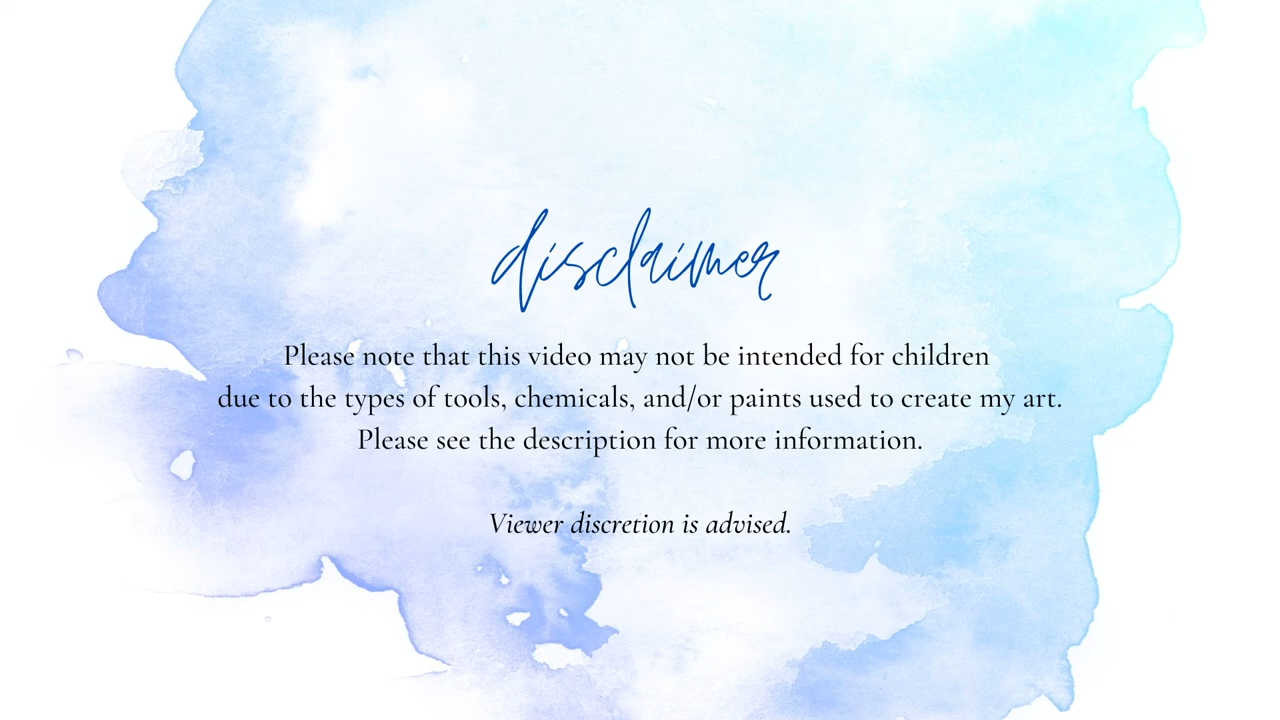 disclaimer
Please note that this video may not be intended for children
due to the types of tools, chemicals, and/or paints used to create my art.
Please see the description for more information.
Viewer discretion is advised.